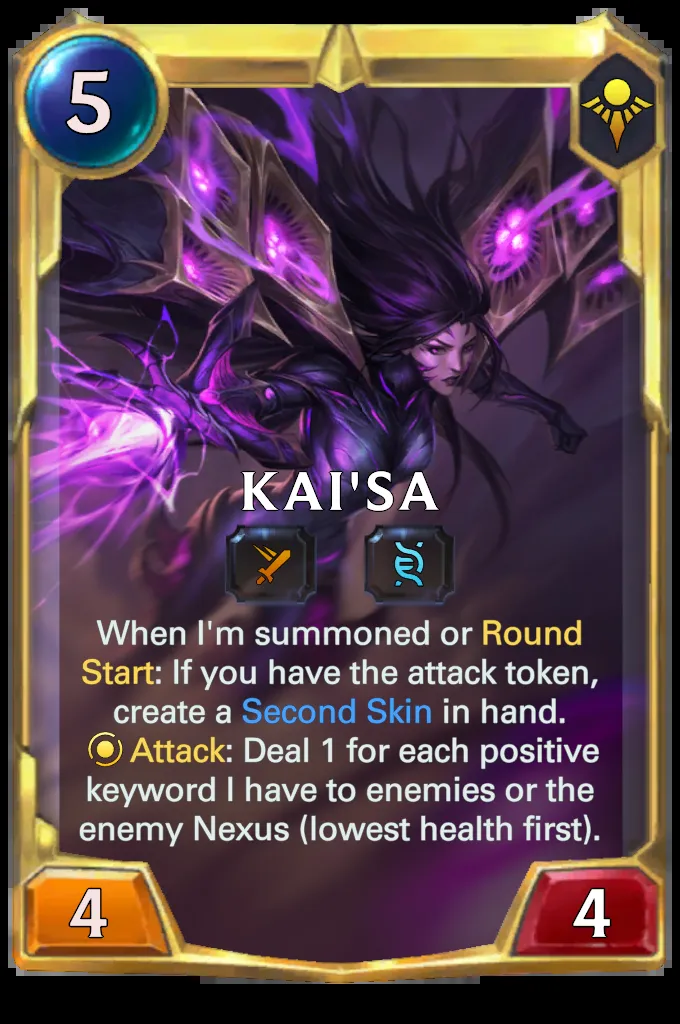 5
KAI'SA
When I'm summoned or Round
Start: If you have the attack token,
create a Second Skin in hand.
Attack: Deal 1 for each positive
keyword I have to enemies or the
enemy Nexus (lowest health first).
4
4